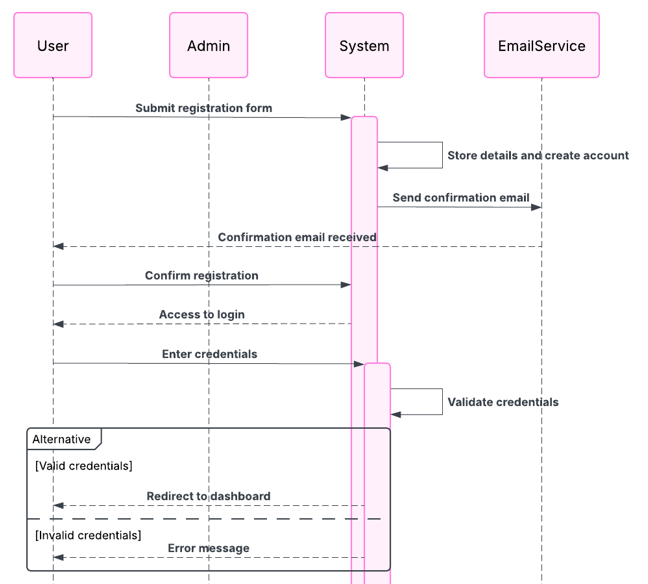 User
Admin
System
EmailService
Submit registration form
Store details and create account
Send confirmation email
Confirmation email received
Confirm registration
Access to login
Enter credentials
Validate credentials
Alternative
[Valid credentials]
Redirect to dashboard
[Invalid credentials]
Error message